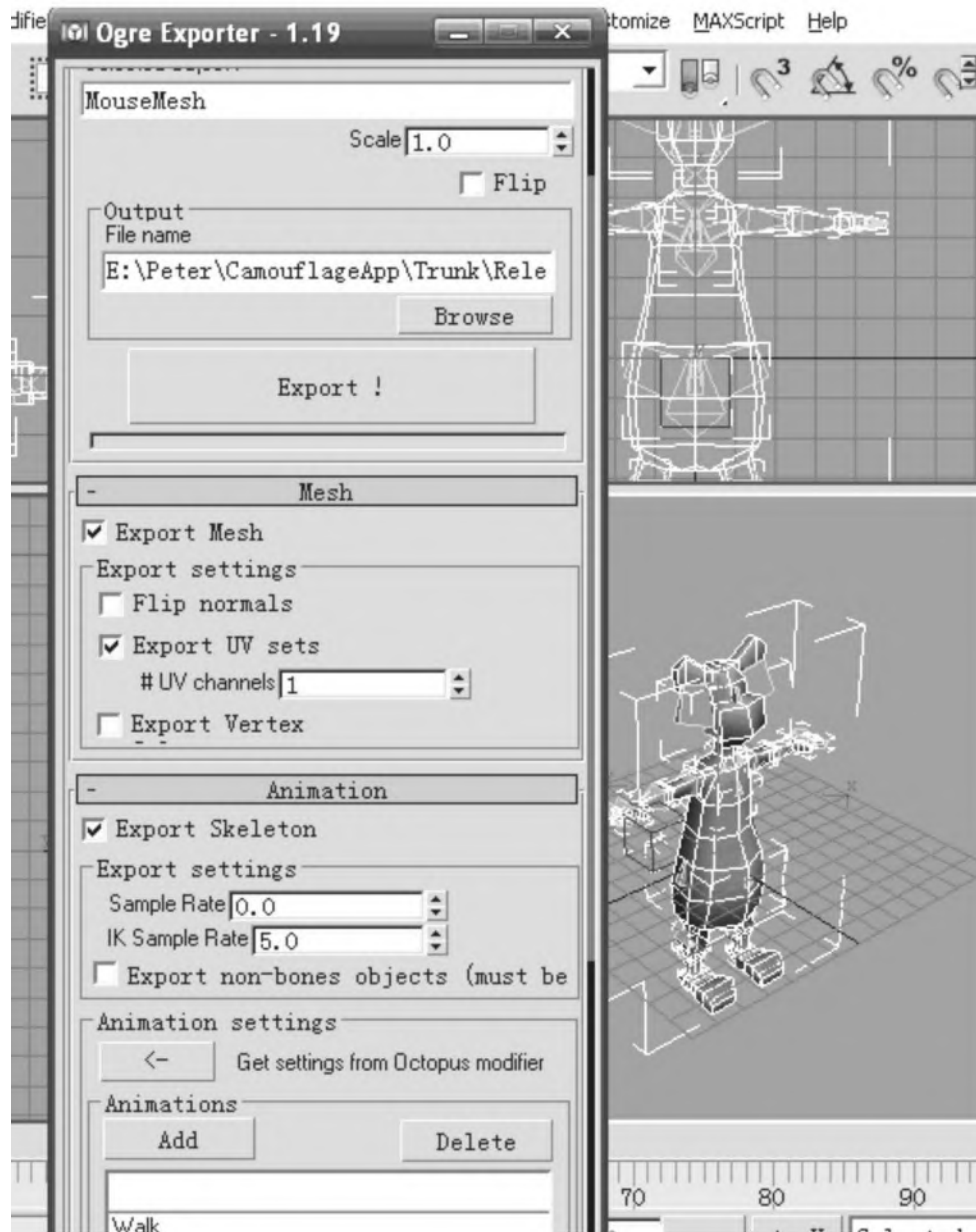 Ogre Exporter - 1.19
tomize MAXScript Help
MouseMesh
Scale 1.0
Flip
Output
File name
E:\Peter\CamouflageApp\Trunk\Rele
Browse
Export !
- Mesh
Export Mesh
Export settings
Flip normals
Export UV sets
# UV channels 1
Export Vertex
- Animation
Export Skeleton
Export settings
Sample Rate 0.0
IK Sample Rate 5.0
Export non-bones objects (must be
Animation settings
<- Get settings from Octopus modifier
Animations
Add Delete
Walk
70 80 90